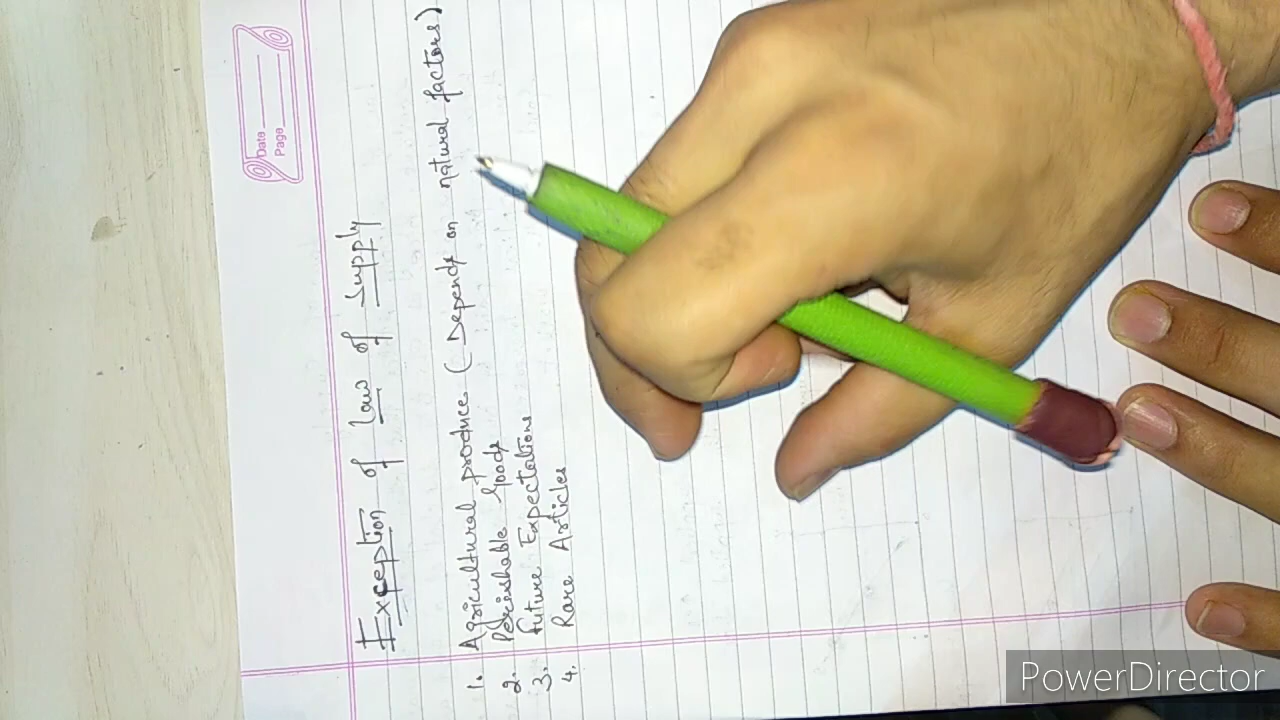 Date
Page
Exception of law of supply
1. Agricultural produce (Depends on natural factors)
2. Perishable Goods
3. Future Expectations
4. Rare Articles
PowerDirector